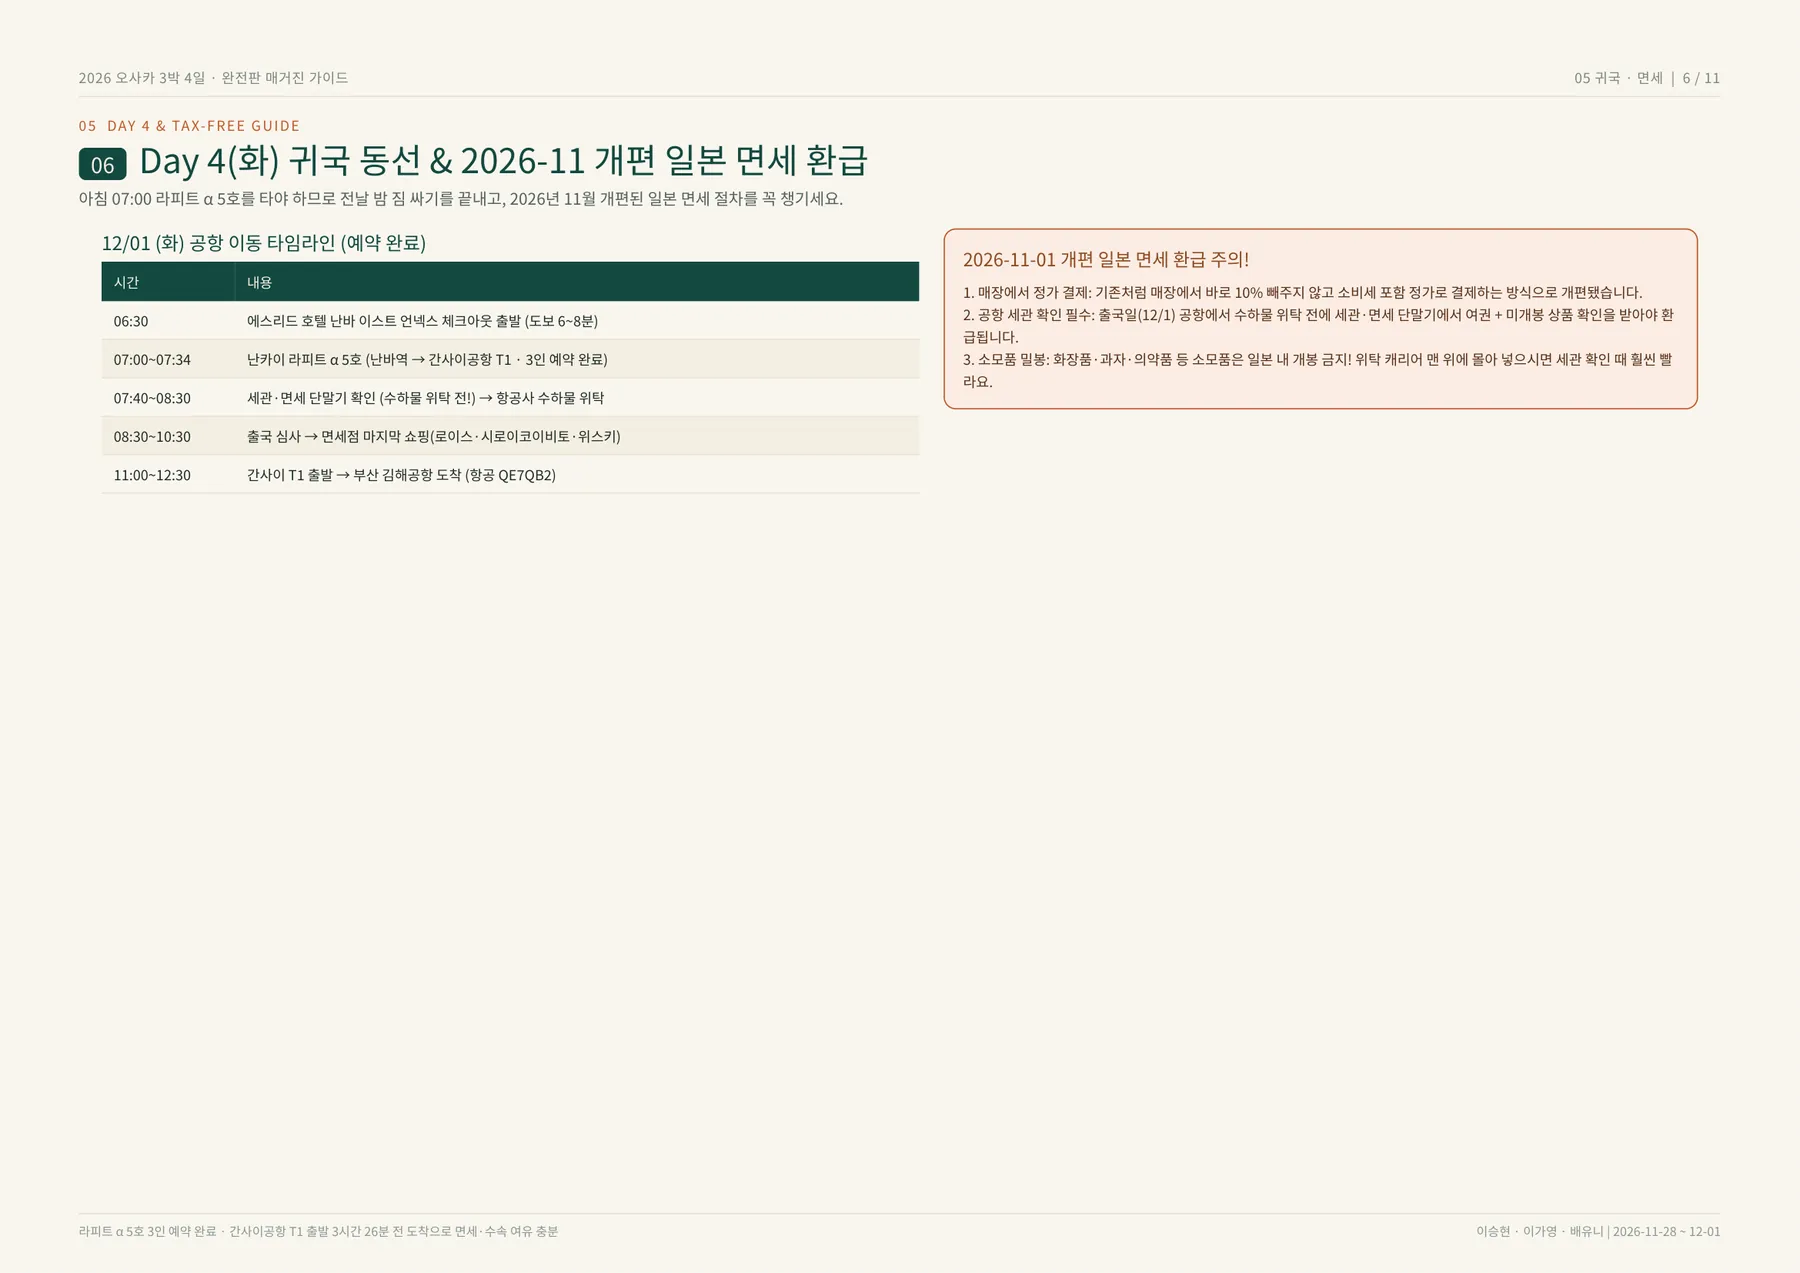 2026 오사카 3박 4일 · 완전판 매거진 가이드
05 귀국 · 면세 | 6 / 11
05 DAY 4 & TAX-FREE GUIDE
06 Day 4(화) 귀국 동선 & 2026-11 개편 일본 면세 환급
아침 07:00 라피트 α 5호를 타야 하므로 전날 밤 짐 싸기를 끝내고, 2026년 11월 개편된 일본 면세 절차를 꼭 챙기세요.
12/01 (화) 공항 이동 타임라인 (예약 완료)
시간 내용
06:30 에스리드 호텔 난바 이스트 언넥스 체크아웃 출발 (도보 6~8분)
07:00~07:34 난카이 라피트 α 5호 (난바역 → 간사이공항 T1 · 3인 예약 완료)
07:40~08:30 세관·면세 단말기 확인 (수하물 위탁 전!) → 항공사 수하물 위탁
08:30~10:30 출국 심사 → 면세점 마지막 쇼핑(로이스·시로이코이비토·위스키)
11:00~12:30 간사이 T1 출발 → 부산 김해공항 도착 (항공 QE7QB2)
2026-11-01 개편 일본 면세 환급 주의!
1. 매장에서 정가 결제: 기존처럼 매장에서 바로 10% 빼주지 않고 소비세 포함 정가로 결제하는 방식으로 개편됐습니다.
2. 공항 세관 확인 필수: 출국일(12/1) 공항에서 수하물 위탁 전에 세관·면세 단말기에서 여권 + 미개봉 상품 확인을 받아야 환
급됩니다.
3. 소모품 밀봉: 화장품·과자·의약품 등 소모품은 일본 내 개봉 금지! 위탁 캐리어 맨 위에 몰아 넣으시면 세관 확인 때 훨씬 빨
라요.
라피트 α 5호 3인 예약 완료 · 간사이공항 T1 출발 3시간 26분 전 도착으로 면세·수속 여유 충분
이승현 · 이가영 · 배유니 | 2026-11-28 ~ 12-01